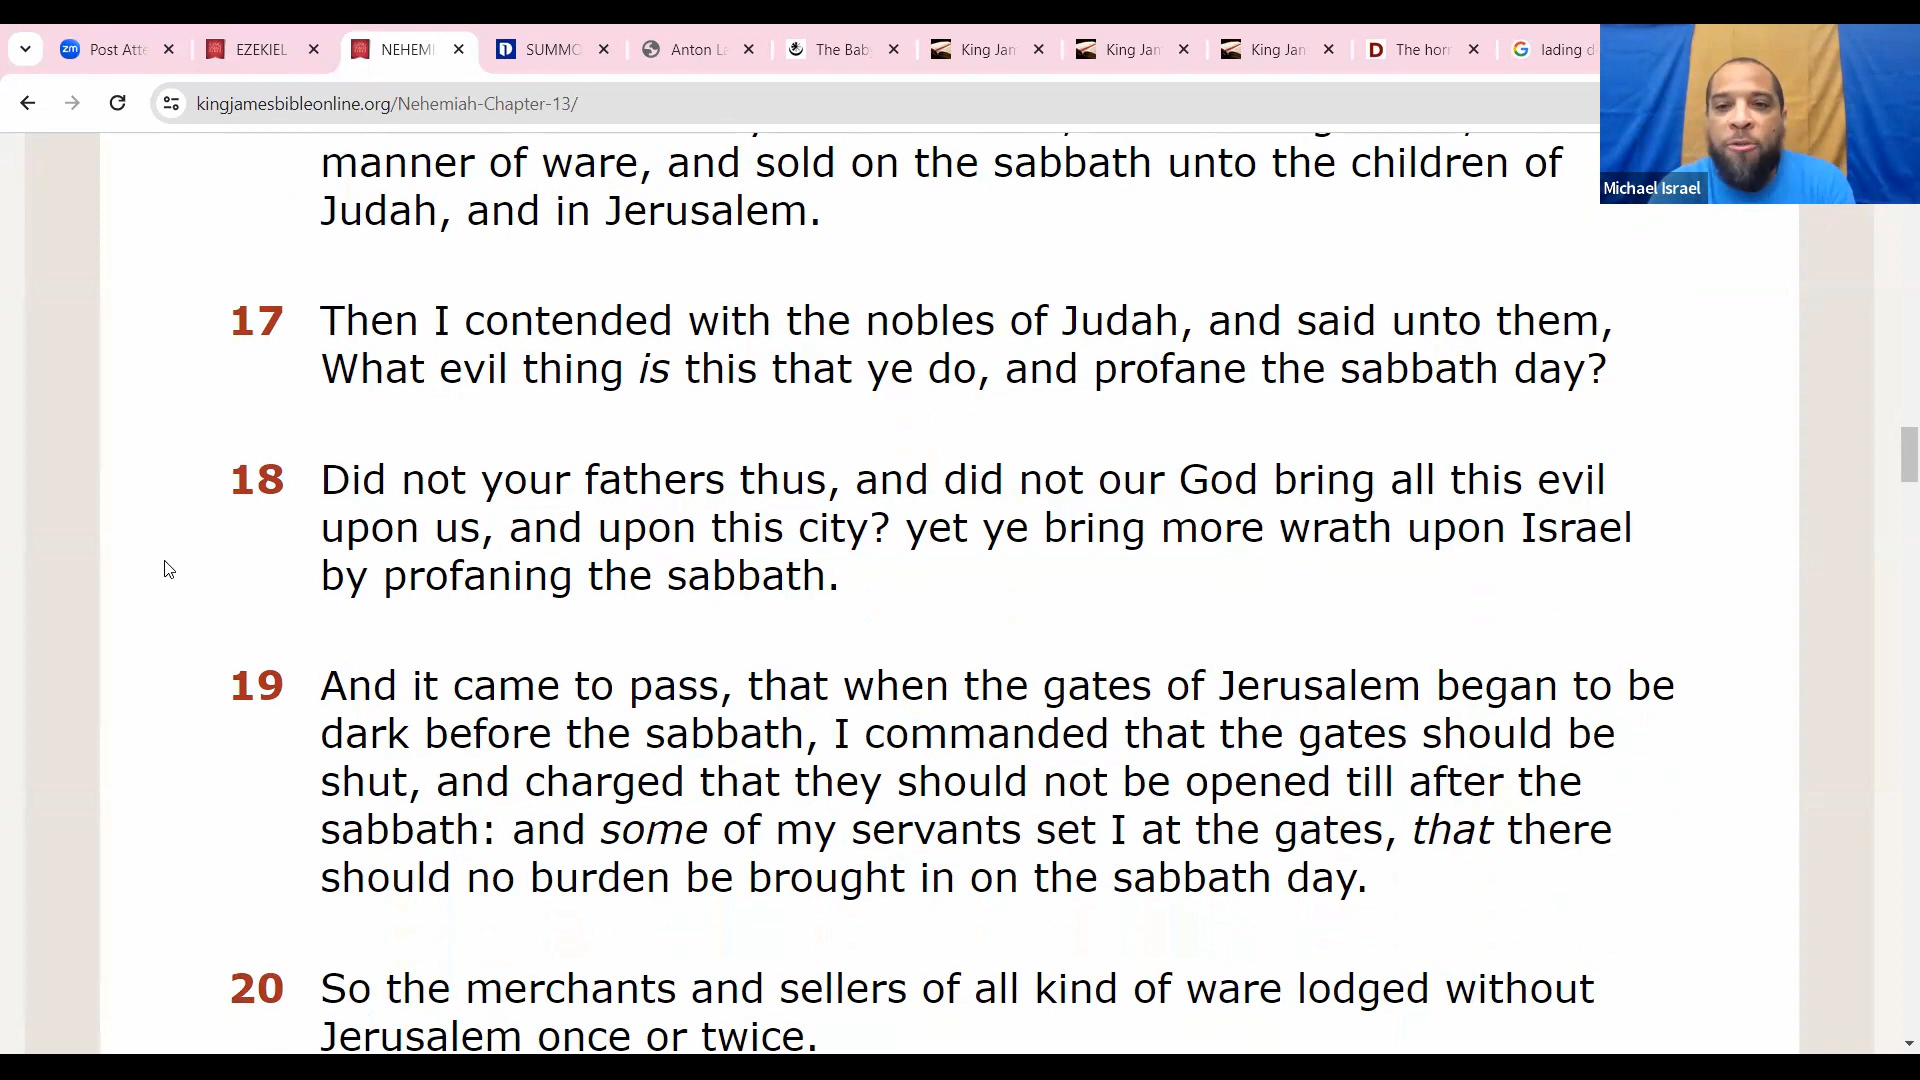 Post Atte
EZEKIEL
NEHEMI
SUMMO
Anton La
The Baby
King Jam
King Jam
King Jam
The horr
lading d
kingjamesbibleonline.org/Nehemiah-Chapter-13/
Michael Israel
manner of ware, and sold on the sabbath unto the children of
Judah, and in Jerusalem.
17 Then I contended with the nobles of Judah, and said unto them,
What evil thing is this that ye do, and profane the sabbath day?
18 Did not your fathers thus, and did not our God bring all this evil
upon us, and upon this city? yet ye bring more wrath upon Israel
by profaning the sabbath.
19 And it came to pass, that when the gates of Jerusalem began to be
dark before the sabbath, I commanded that the gates should be
shut, and charged that they should not be opened till after the
sabbath: and some of my servants set I at the gates, that there
should no burden be brought in on the sabbath day.
20 So the merchants and sellers of all kind of ware lodged without
Jerusalem once or twice.